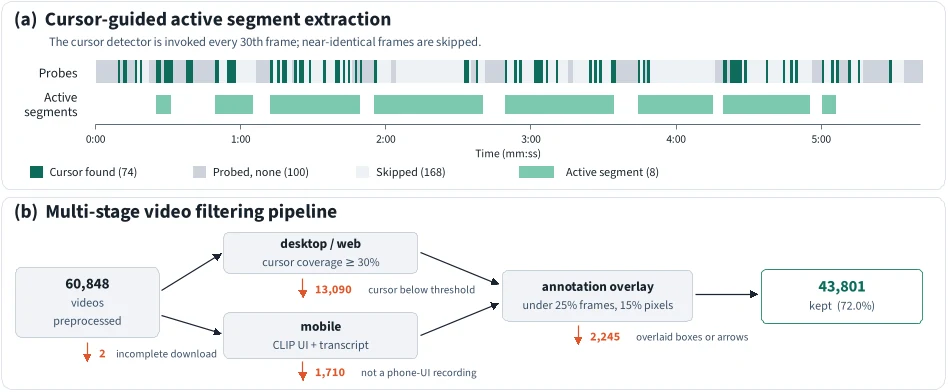 (a) Cursor-guided active segment extraction
The cursor detector is invoked every 30th frame; near-identical frames are skipped.
Probes
Active
segments
0:00 1:00 2:00 3:00 4:00 5:00
Time (mm:ss)
Cursor found (74) Probed, none (100) Skipped (168) Active segment (8)
(b) Multi-stage video filtering pipeline
60,848
videos
preprocessed
2 incomplete download
desktop / web
cursor coverage ≥ 30%
13,090 cursor below threshold
mobile
CLIP UI + transcript
1,710 not a phone-UI recording
annotation overlay
under 25% frames, 15% pixels
2,245 overlaid boxes or arrows
43,801
kept (72.0%)